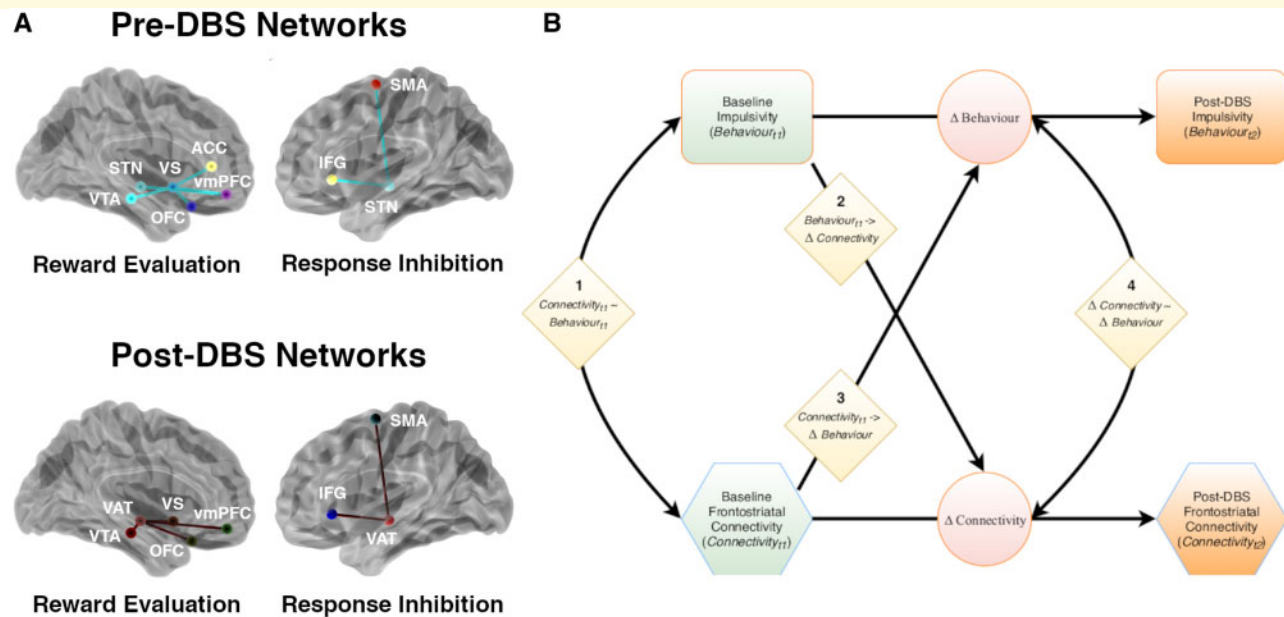 A
Pre-DBS Networks
ACC
STN VS
vmPFC
VTA
OFC
Reward Evaluation
SMA
IFG
STN
Response Inhibition
Post-DBS Networks
VAT VS
vmPFC
VTA
OFC
Reward Evaluation
SMA
IFG
VAT
Response Inhibition
B
Baseline
Impulsivity
(Behaviour_t1)
Δ Behaviour
Post-DBS
Impulsivity
(Behaviour_t2)
2
Behaviour_t1 ->
Δ Connectivity
1
Connectivity_t1 ~
Behaviour_t1
4
Δ Connectivity ~
Δ Behaviour
3
Connectivity_t1 ->
Δ Behaviour
Baseline
Frontostriatal
Connectivity
(Connectivity_t1)
Δ Connectivity
Post-DBS
Frontostriatal
Connectivity
(Connectivity_t2)